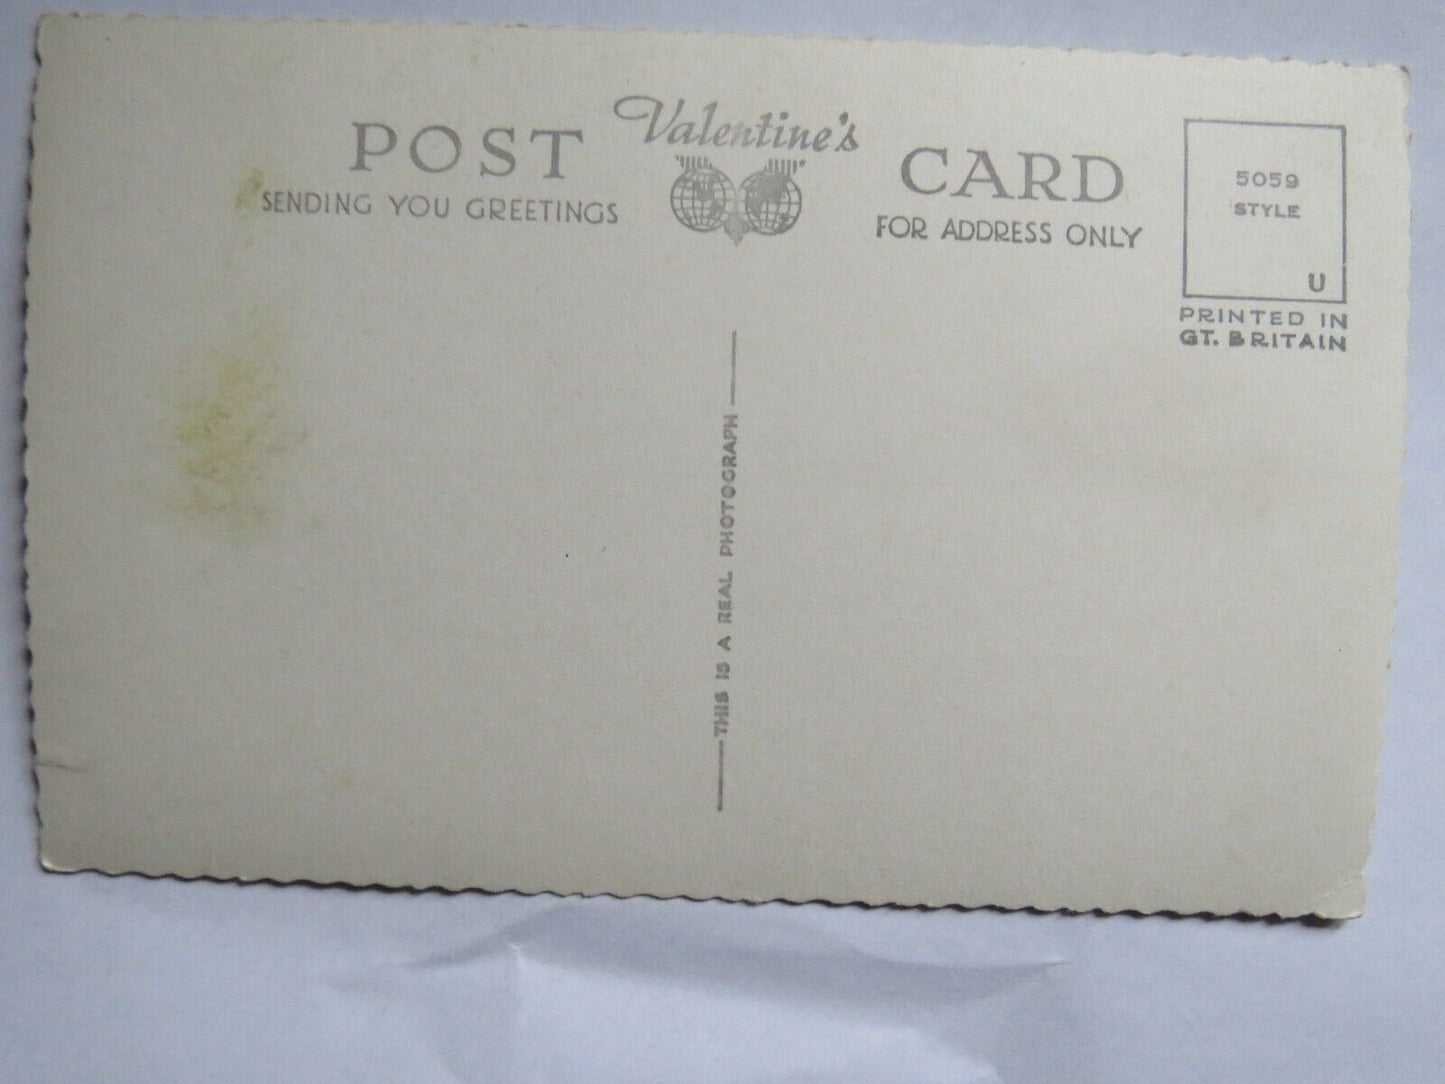 POST Valentine's CARD
SENDING YOU GREETINGS
FOR ADDRESS ONLY
5059
STYLE
U
PRINTED IN
GT. BRITAIN
THIS IS A REAL PHOTOGRAPH